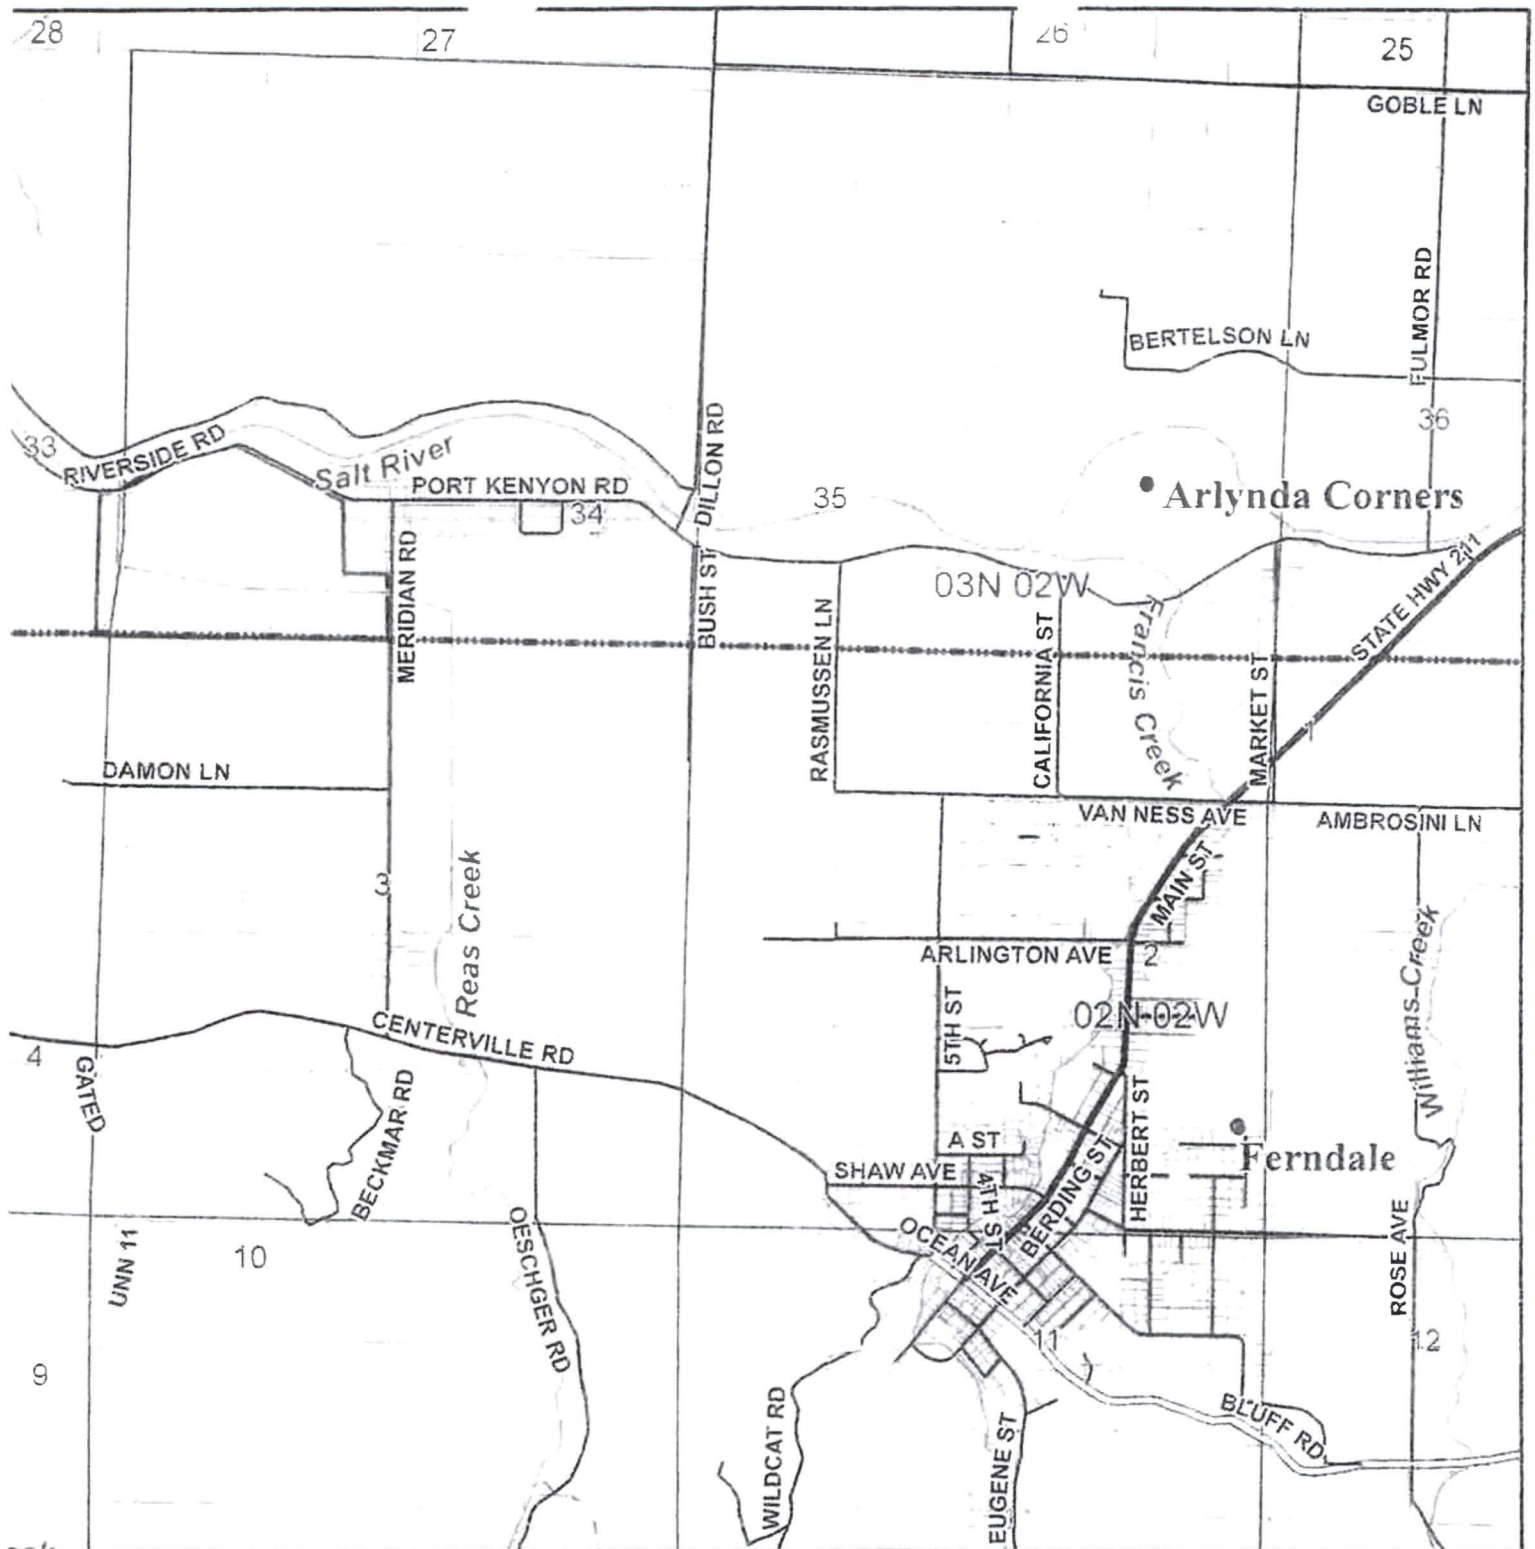 28
27
26
25
GOBLE LN
FULMOR RD
BERTELSON LN
33
RIVERSIDE RD
Salt River
PORT KENYON RD
34
DILLON RD
35
36
Arlynda Corners
MERIDIAN RD
BUSH ST
RASMUSSEN LN
03N 02W
CALIFORNIA ST
Francis Creek
MARKET ST
STATE HWY 211
1
DAMON LN
VAN NESS AVE
AMBROSINI LN
3
Reas Creek
MAIN ST
ARLINGTON AVE
2
Williams Creek
5TH ST
02N 02W
CENTERVILLE RD
4
GATED
BECKMAR RD
A ST
SHAW AVE
4TH ST
BERDING ST
HERBERT ST
Ferndale
UNN 11
10
OESCHGER RD
OCEAN AVE
ROSE AVE
11
12
9
WILDCAT RD
EUGENE ST
BLUFF RD